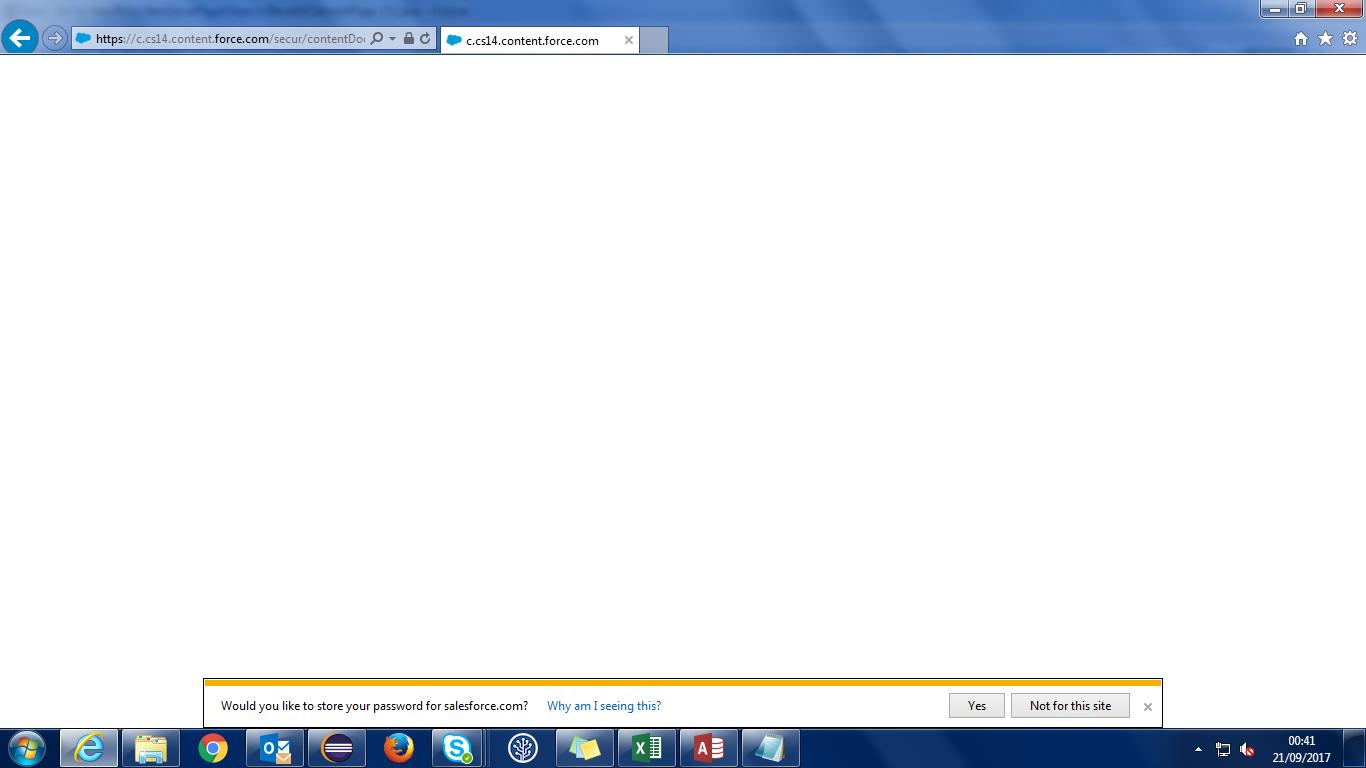 https://c.cs14.content.force.com/secur/contentDo
c.cs14.content.force.com
Would you like to store your password for salesforce.com? Why am I seeing this? Yes Not for this site
00:41
21/09/2017